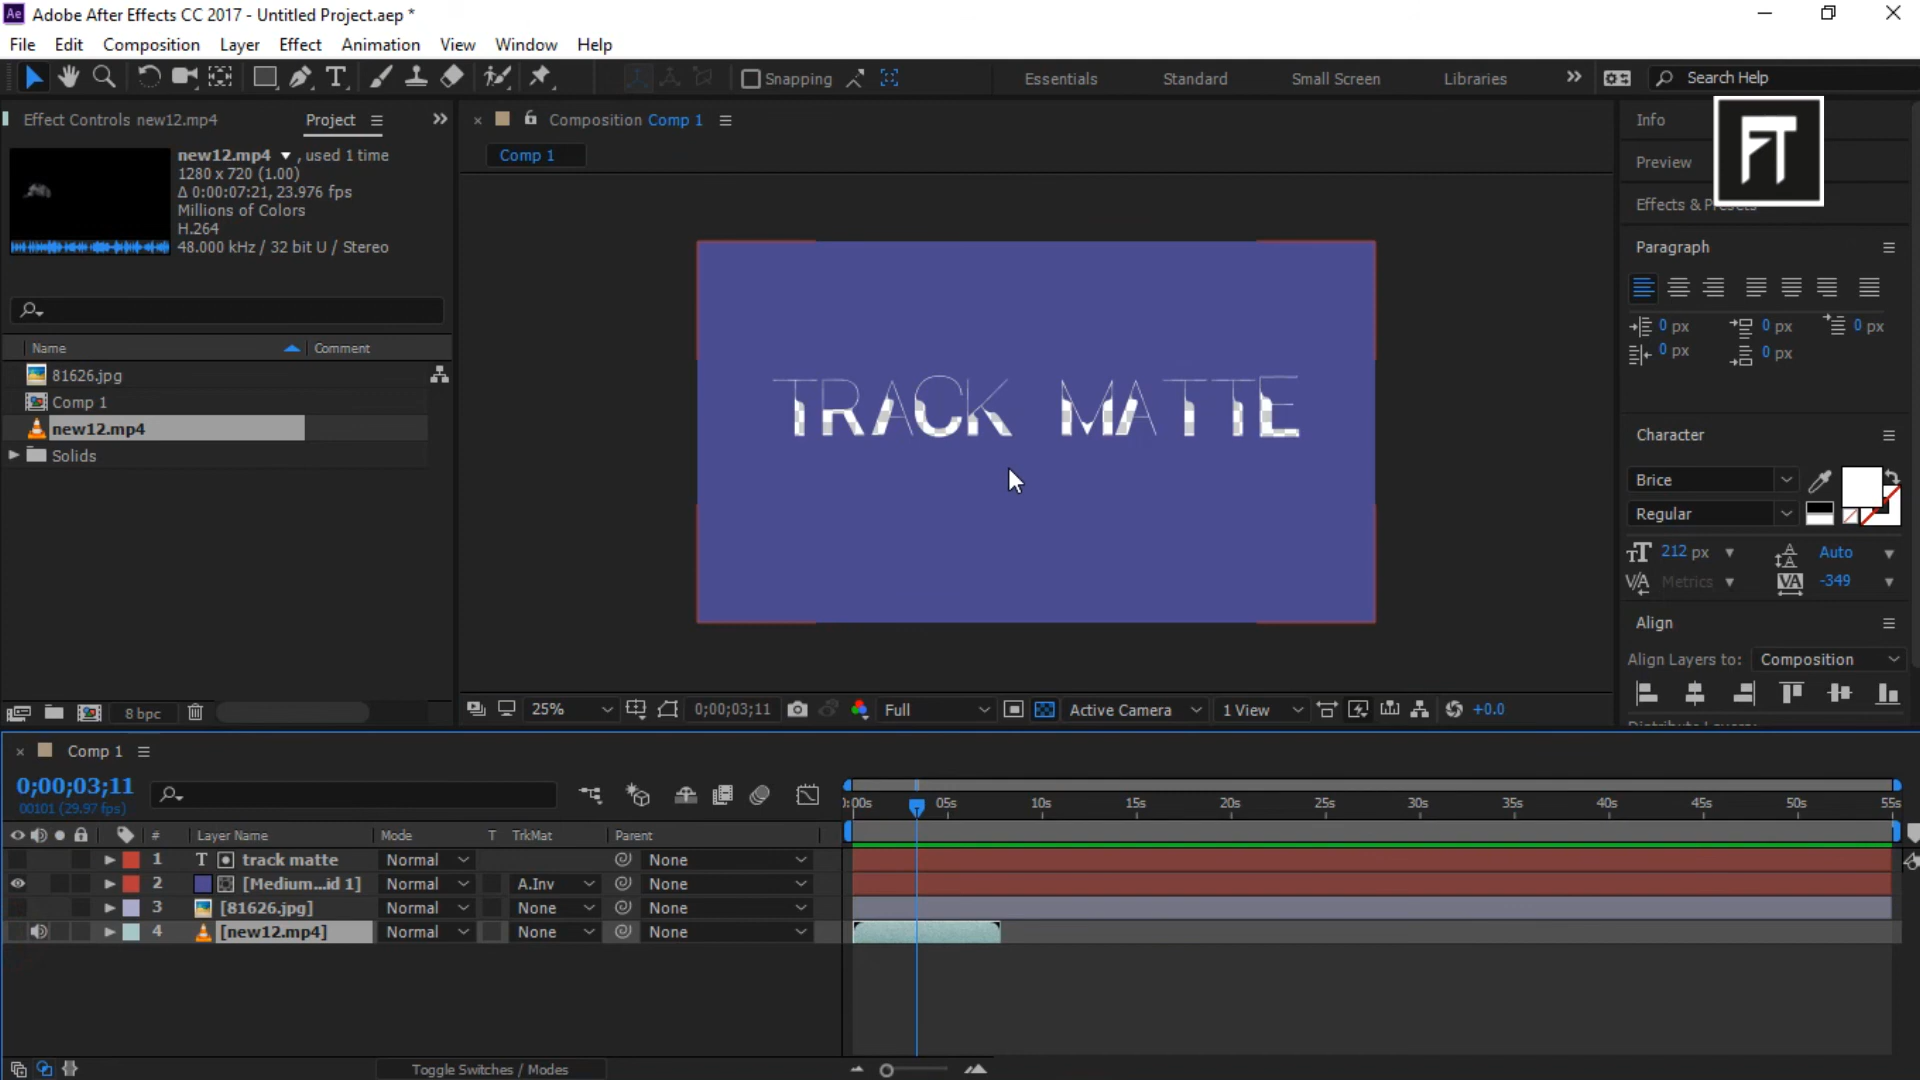 Ae Adobe After Effects CC 2017 - Untitled Project.aep *
File Edit Composition Layer Effect Animation View Window Help
Snapping Essentials Standard Small Screen Libraries Search Help
Effect Controls new12.mp4 Project
Composition Comp 1
Comp 1
new12.mp4 , used 1 time
1280 x 720 (1.00)
Δ 0:00:07:21, 23.976 fps
Millions of Colors
H.264
48.000 kHz / 32 bit U / Stereo
Name Comment
81626.jpg
Comp 1
new12.mp4
Solids
8 bpc
TRACK MATTE
25% 0;00;03;11 Full Active Camera 1 View +0.0
Info
Preview
FT
Effects & Presets
Paragraph
0 px 0 px 0 px
0 px 0 px
Character
Brice
Regular
212 px Auto
Metrics -349
Align
Align Layers to: Composition
Distribute Layers:
Comp 1
0;00;03;11
00101 (29.97 fps)
0:00s 05s 10s 15s 20s 25s 30s 35s 40s 45s 50s 55s
# Layer Name Mode T TrkMat Parent
1 T track matte Normal None
2 [Medium...id 1] Normal A.Inv None
3 [81626.jpg] Normal None None
4 [new12.mp4] Normal None None
Toggle Switches / Modes